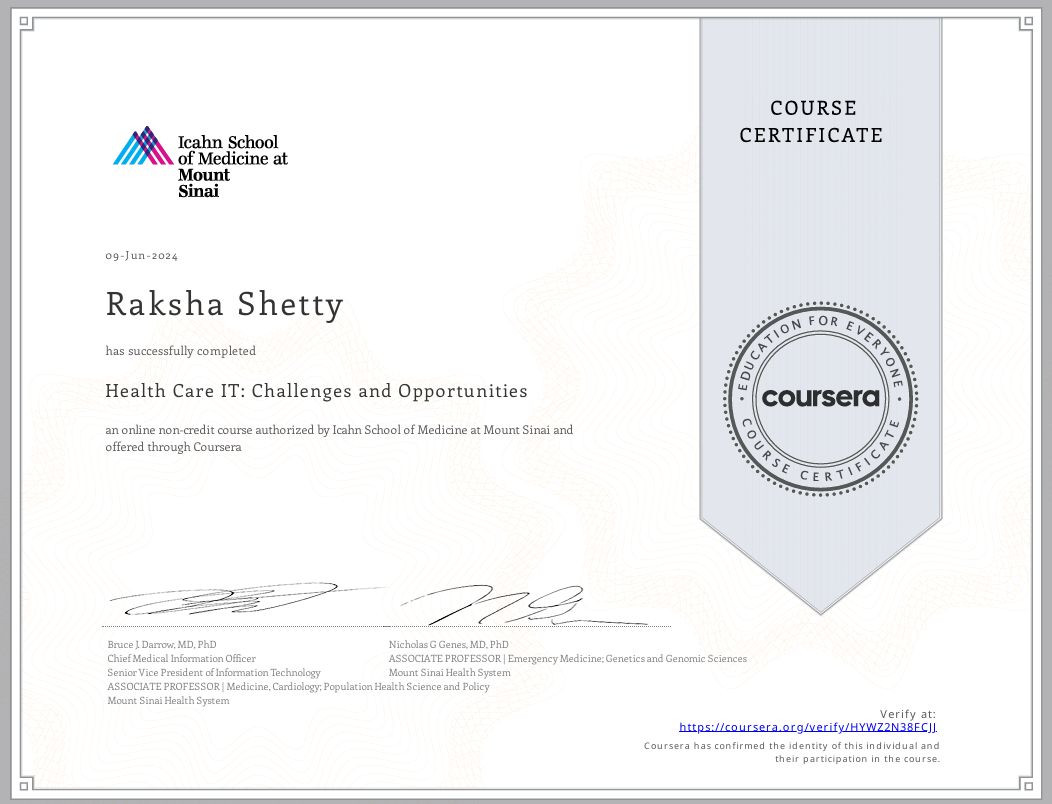 COURSE
CERTIFICATE
Icahn School
of Medicine at
Mount
Sinai
09-Jun-2024
Raksha Shetty
has successfully completed
Health Care IT: Challenges and Opportunities
an online non-credit course authorized by Icahn School of Medicine at Mount Sinai and
offered through Coursera
EDUCATION FOR EVERYONE
coursera
COURSE CERTIFICATE
Bruce J. Darrow, MD, PhD
Chief Medical Information Officer
Senior Vice President of Information Technology
ASSOCIATE PROFESSOR | Medicine, Cardiology; Population Health Science and Policy
Mount Sinai Health System
Nicholas G Genes, MD, PhD
ASSOCIATE PROFESSOR | Emergency Medicine; Genetics and Genomic Sciences
Mount Sinai Health System
Verify at:
https://coursera.org/verify/HYWZ2N38FCJJ
Coursera has confirmed the identity of this individual and
their participation in the course.